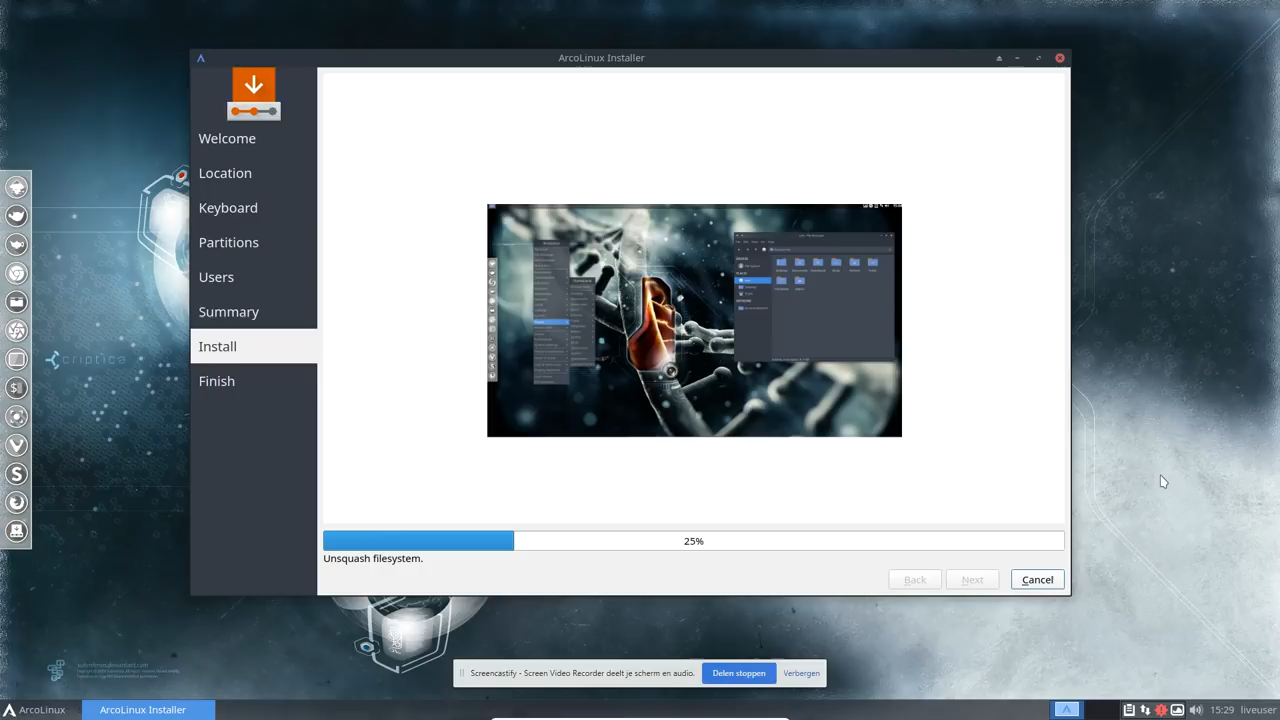 ArcoLinux Installer
Welcome
Location
Keyboard
Partitions
Users
Summary
Install
Finish
criptica
25%
Unsquash filesystem.
Back
Next
Cancel
Screencastify - Screen Video Recorder deelt je scherm en audio.
Delen stoppen
Verbergen
ArcoLinux
ArcoLinux Installer
15:29
liveuser